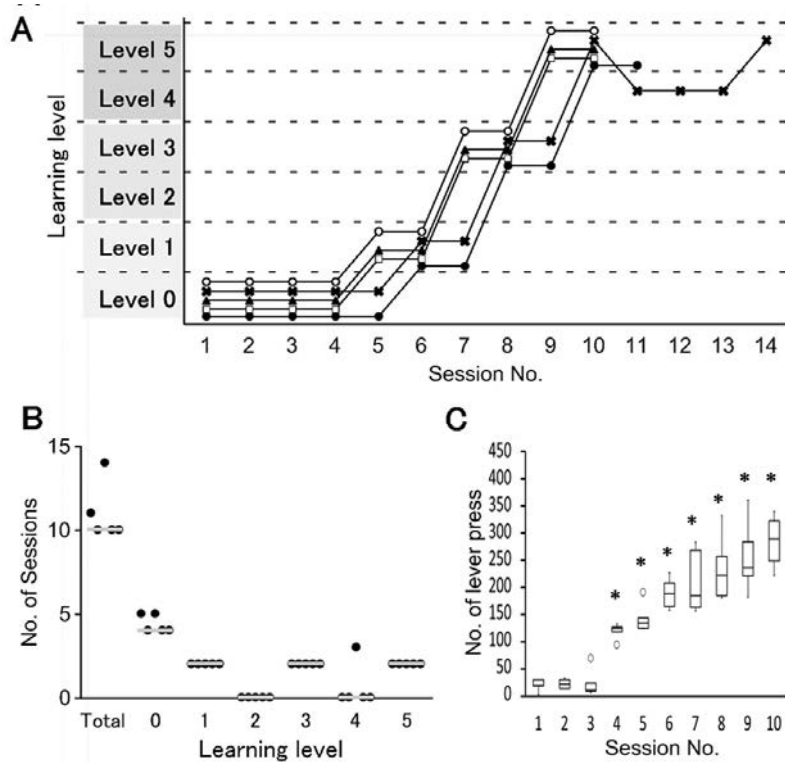 A
Level 5
Level 4
Level 3
Level 2
Level 1
Level 0
Learning level
1 2 3 4 5 6 7 8 9 10 11 12 13 14
Session No.
B
15
10
5
0
No. of Sessions
Total 0 1 2 3 4 5
Learning level
C
450
400
350
300
250
200
150
100
50
0
No. of lever press
* * * * * * *
1 2 3 4 5 6 7 8 9 10
Session No.